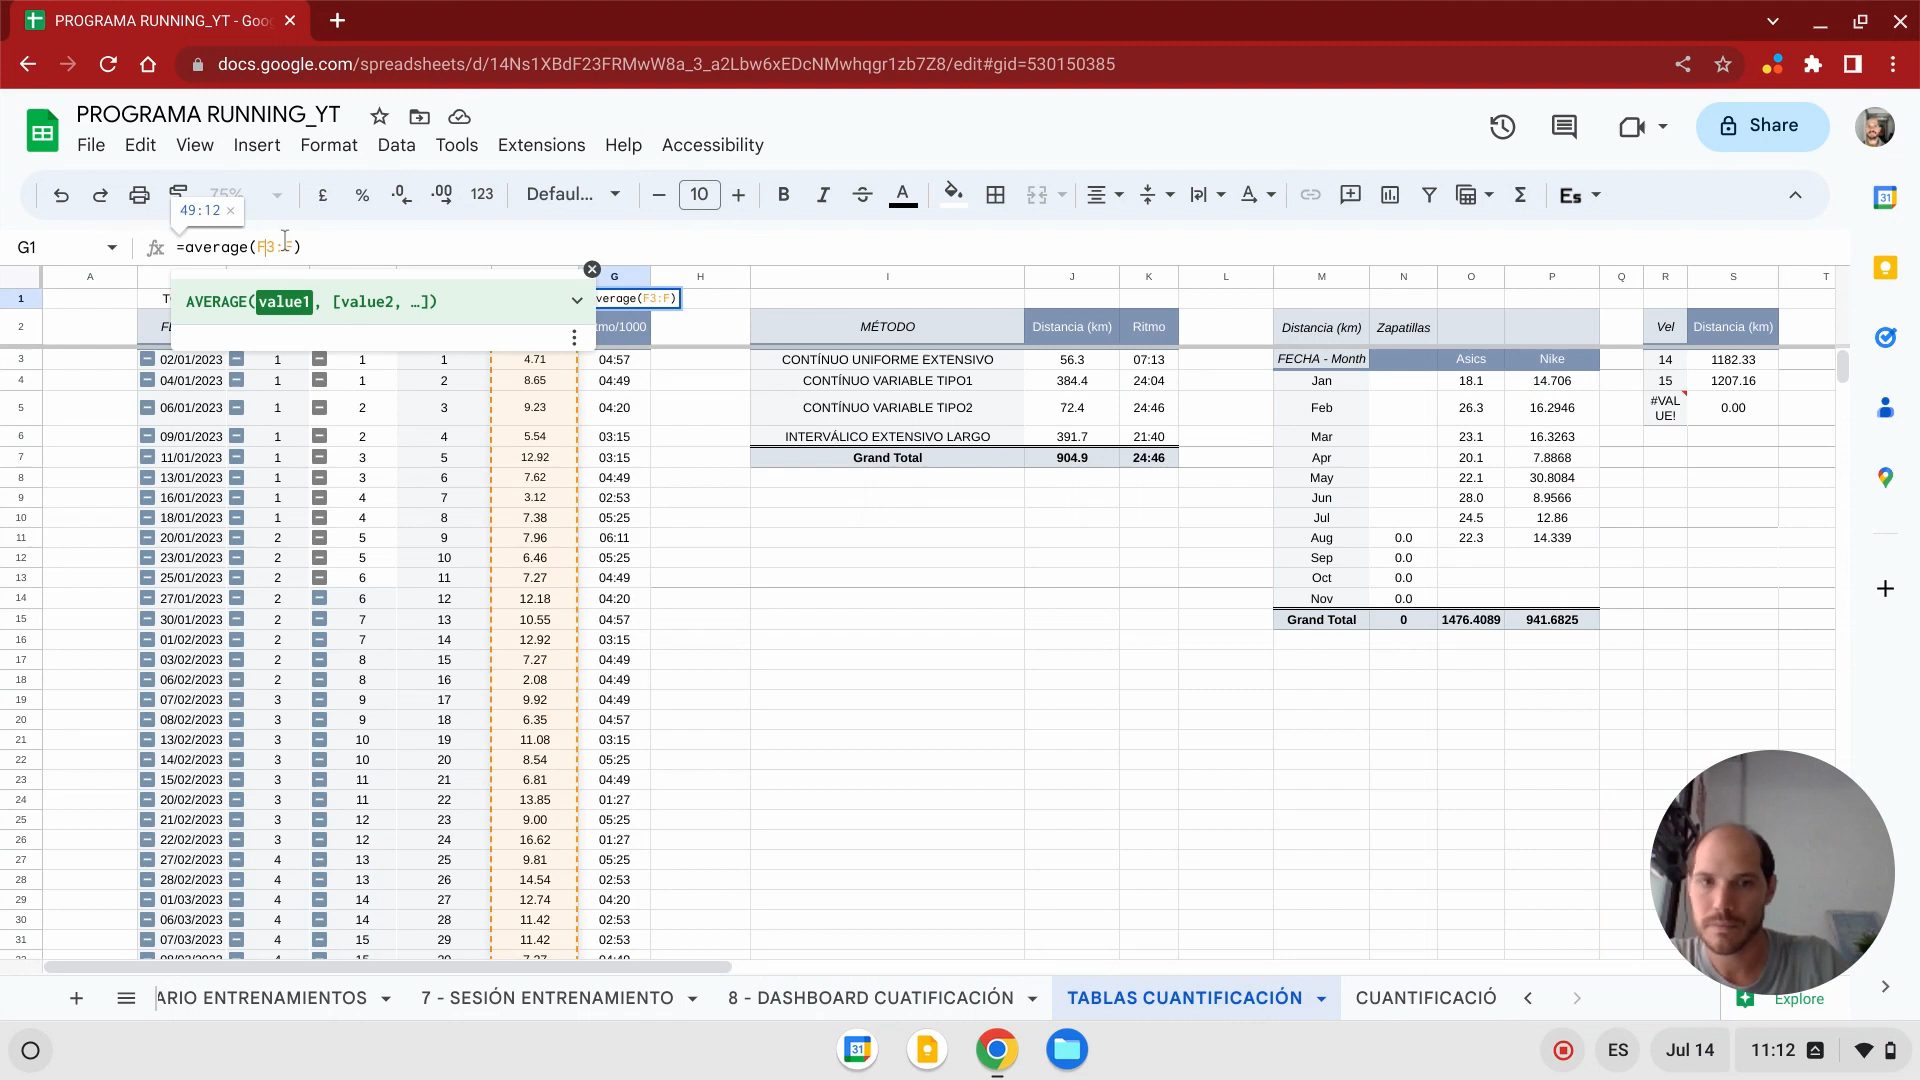 PROGRAMA RUNNING_YT - Goo
docs.google.com/spreadsheets/d/14Ns1XBdF23FRMwW8a_3_a2Lbw6xEDcNMwhqgr1zb7Z8/edit#gid=530150385
PROGRAMA RUNNING_YT
Share
File Edit View Insert Format Data Tools Extensions Help Accessibility
75% £ % .0 .00 123 Defaul... 10 B I A Σ Es
49:12 ×
G1 fx =average(F3:F)
AVERAGE(value1, [value2, …])
A G H I J K L M N O P Q R S T
1 verage(F3:F)
2 tmo/1000 MÉTODO Distancia (km) Ritmo Distancia (km) Zapatillas Vel Distancia (km)
3 02/01/2023 1 1 1 4.71 04:57 CONTÍNUO UNIFORME EXTENSIVO 56.3 07:13 FECHA - Month Asics Nike 14 1182.33
4 04/01/2023 1 1 2 8.65 04:49 CONTÍNUO VARIABLE TIPO1 384.4 24:04 Jan 18.1 14.706 15 1207.16
5 06/01/2023 1 2 3 9.23 04:20 CONTÍNUO VARIABLE TIPO2 72.4 24:46 Feb 26.3 16.2946 #VALUE! 0.00
6 09/01/2023 1 2 4 5.54 03:15 INTERVÁLICO EXTENSIVO LARGO 391.7 21:40 Mar 23.1 16.3263
7 11/01/2023 1 3 5 12.92 03:15 Grand Total 904.9 24:46 Apr 20.1 7.8868
8 13/01/2023 1 3 6 7.62 04:49 May 22.1 30.8084
9 16/01/2023 1 4 7 3.12 02:53 Jun 28.0 8.9566
10 18/01/2023 1 4 8 7.38 05:25 Jul 24.5 12.86
11 20/01/2023 2 5 9 7.96 06:11 Aug 0.0 22.3 14.339
12 23/01/2023 2 5 10 6.46 05:25 Sep 0.0
13 25/01/2023 2 6 11 7.27 04:49 Oct 0.0
14 27/01/2023 2 6 12 12.18 04:20 Nov 0.0
15 30/01/2023 2 7 13 10.55 04:57 Grand Total 0 1476.4089 941.6825
16 01/02/2023 2 7 14 12.92 03:15
17 03/02/2023 2 8 15 7.27 04:49
18 06/02/2023 2 8 16 2.08 04:49
19 07/02/2023 3 9 17 9.92 04:49
20 08/02/2023 3 9 18 6.35 04:57
21 13/02/2023 3 10 19 11.08 03:15
22 14/02/2023 3 10 20 8.54 05:25
23 15/02/2023 3 11 21 6.81 04:49
24 20/02/2023 3 11 22 13.85 01:27
25 21/02/2023 3 12 23 9.00 05:25
26 22/02/2023 3 12 24 16.62 01:27
27 27/02/2023 4 13 25 9.81 05:25
28 28/02/2023 4 13 26 14.54 02:53
29 01/03/2023 4 14 27 12.74 04:20
30 06/03/2023 4 14 28 11.42 02:53
31 07/03/2023 4 15 29 11.42 02:53
ARIO ENTRENAMIENTOS 7 - SESIÓN ENTRENAMIENTO 8 - DASHBOARD CUATIFICACIÓN TABLAS CUANTIFICACIÓN CUANTIFICACIÓ Explore
31 ES Jul 14 11:12